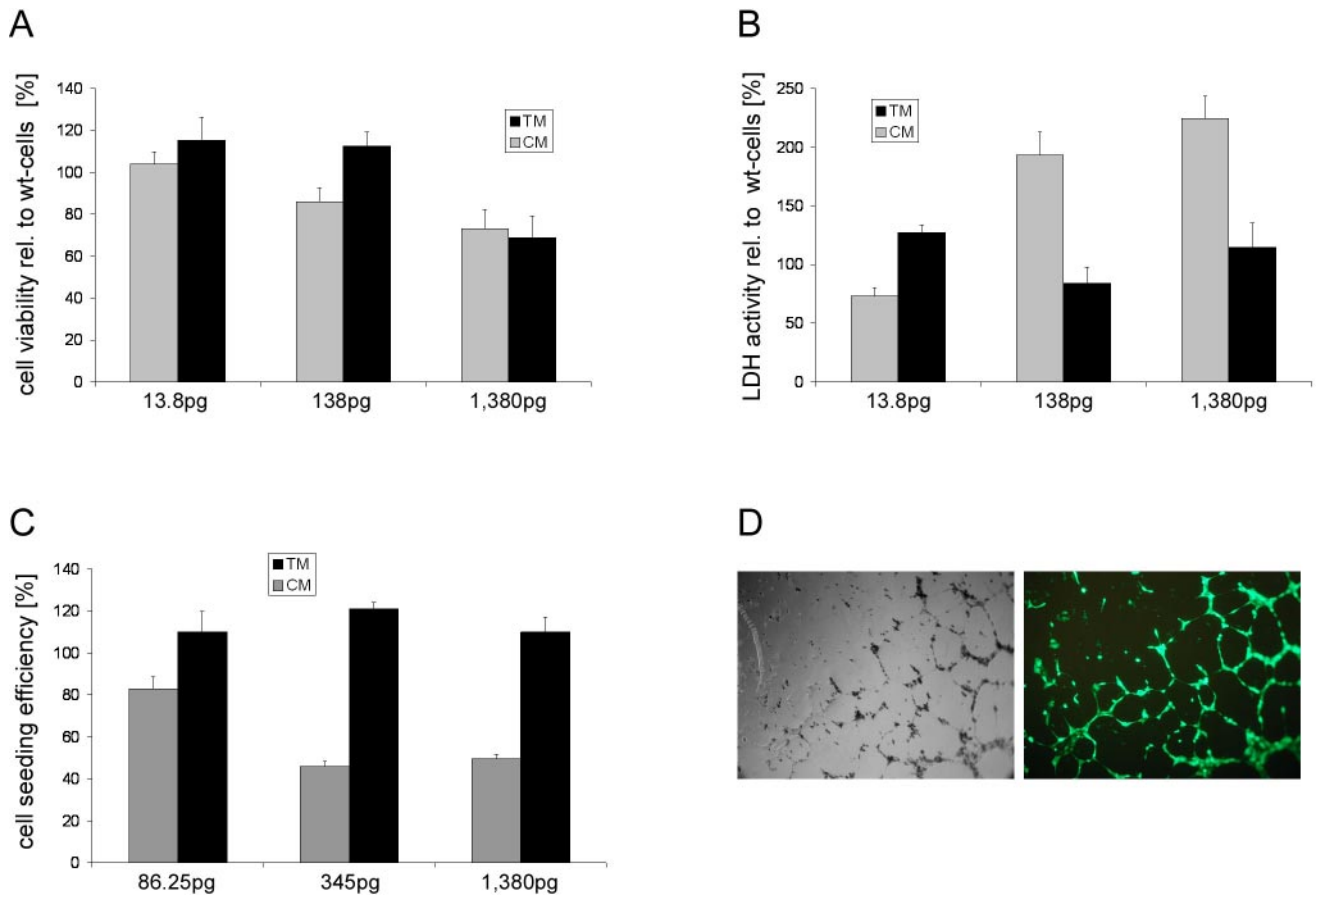 A
cell viability rel. to wt-cells [%]
140
120
100
80
60
40
20
0
TM
CM
13.8pg 138pg 1,380pg
B
LDH activity rel. to wt-cells [%]
250
200
150
100
50
0
TM
CM
13.8pg 138pg 1,380pg
C
cell seeding efficiency [%]
140
120
100
80
60
40
20
0
TM
CM
86.25pg 345pg 1,380pg
D